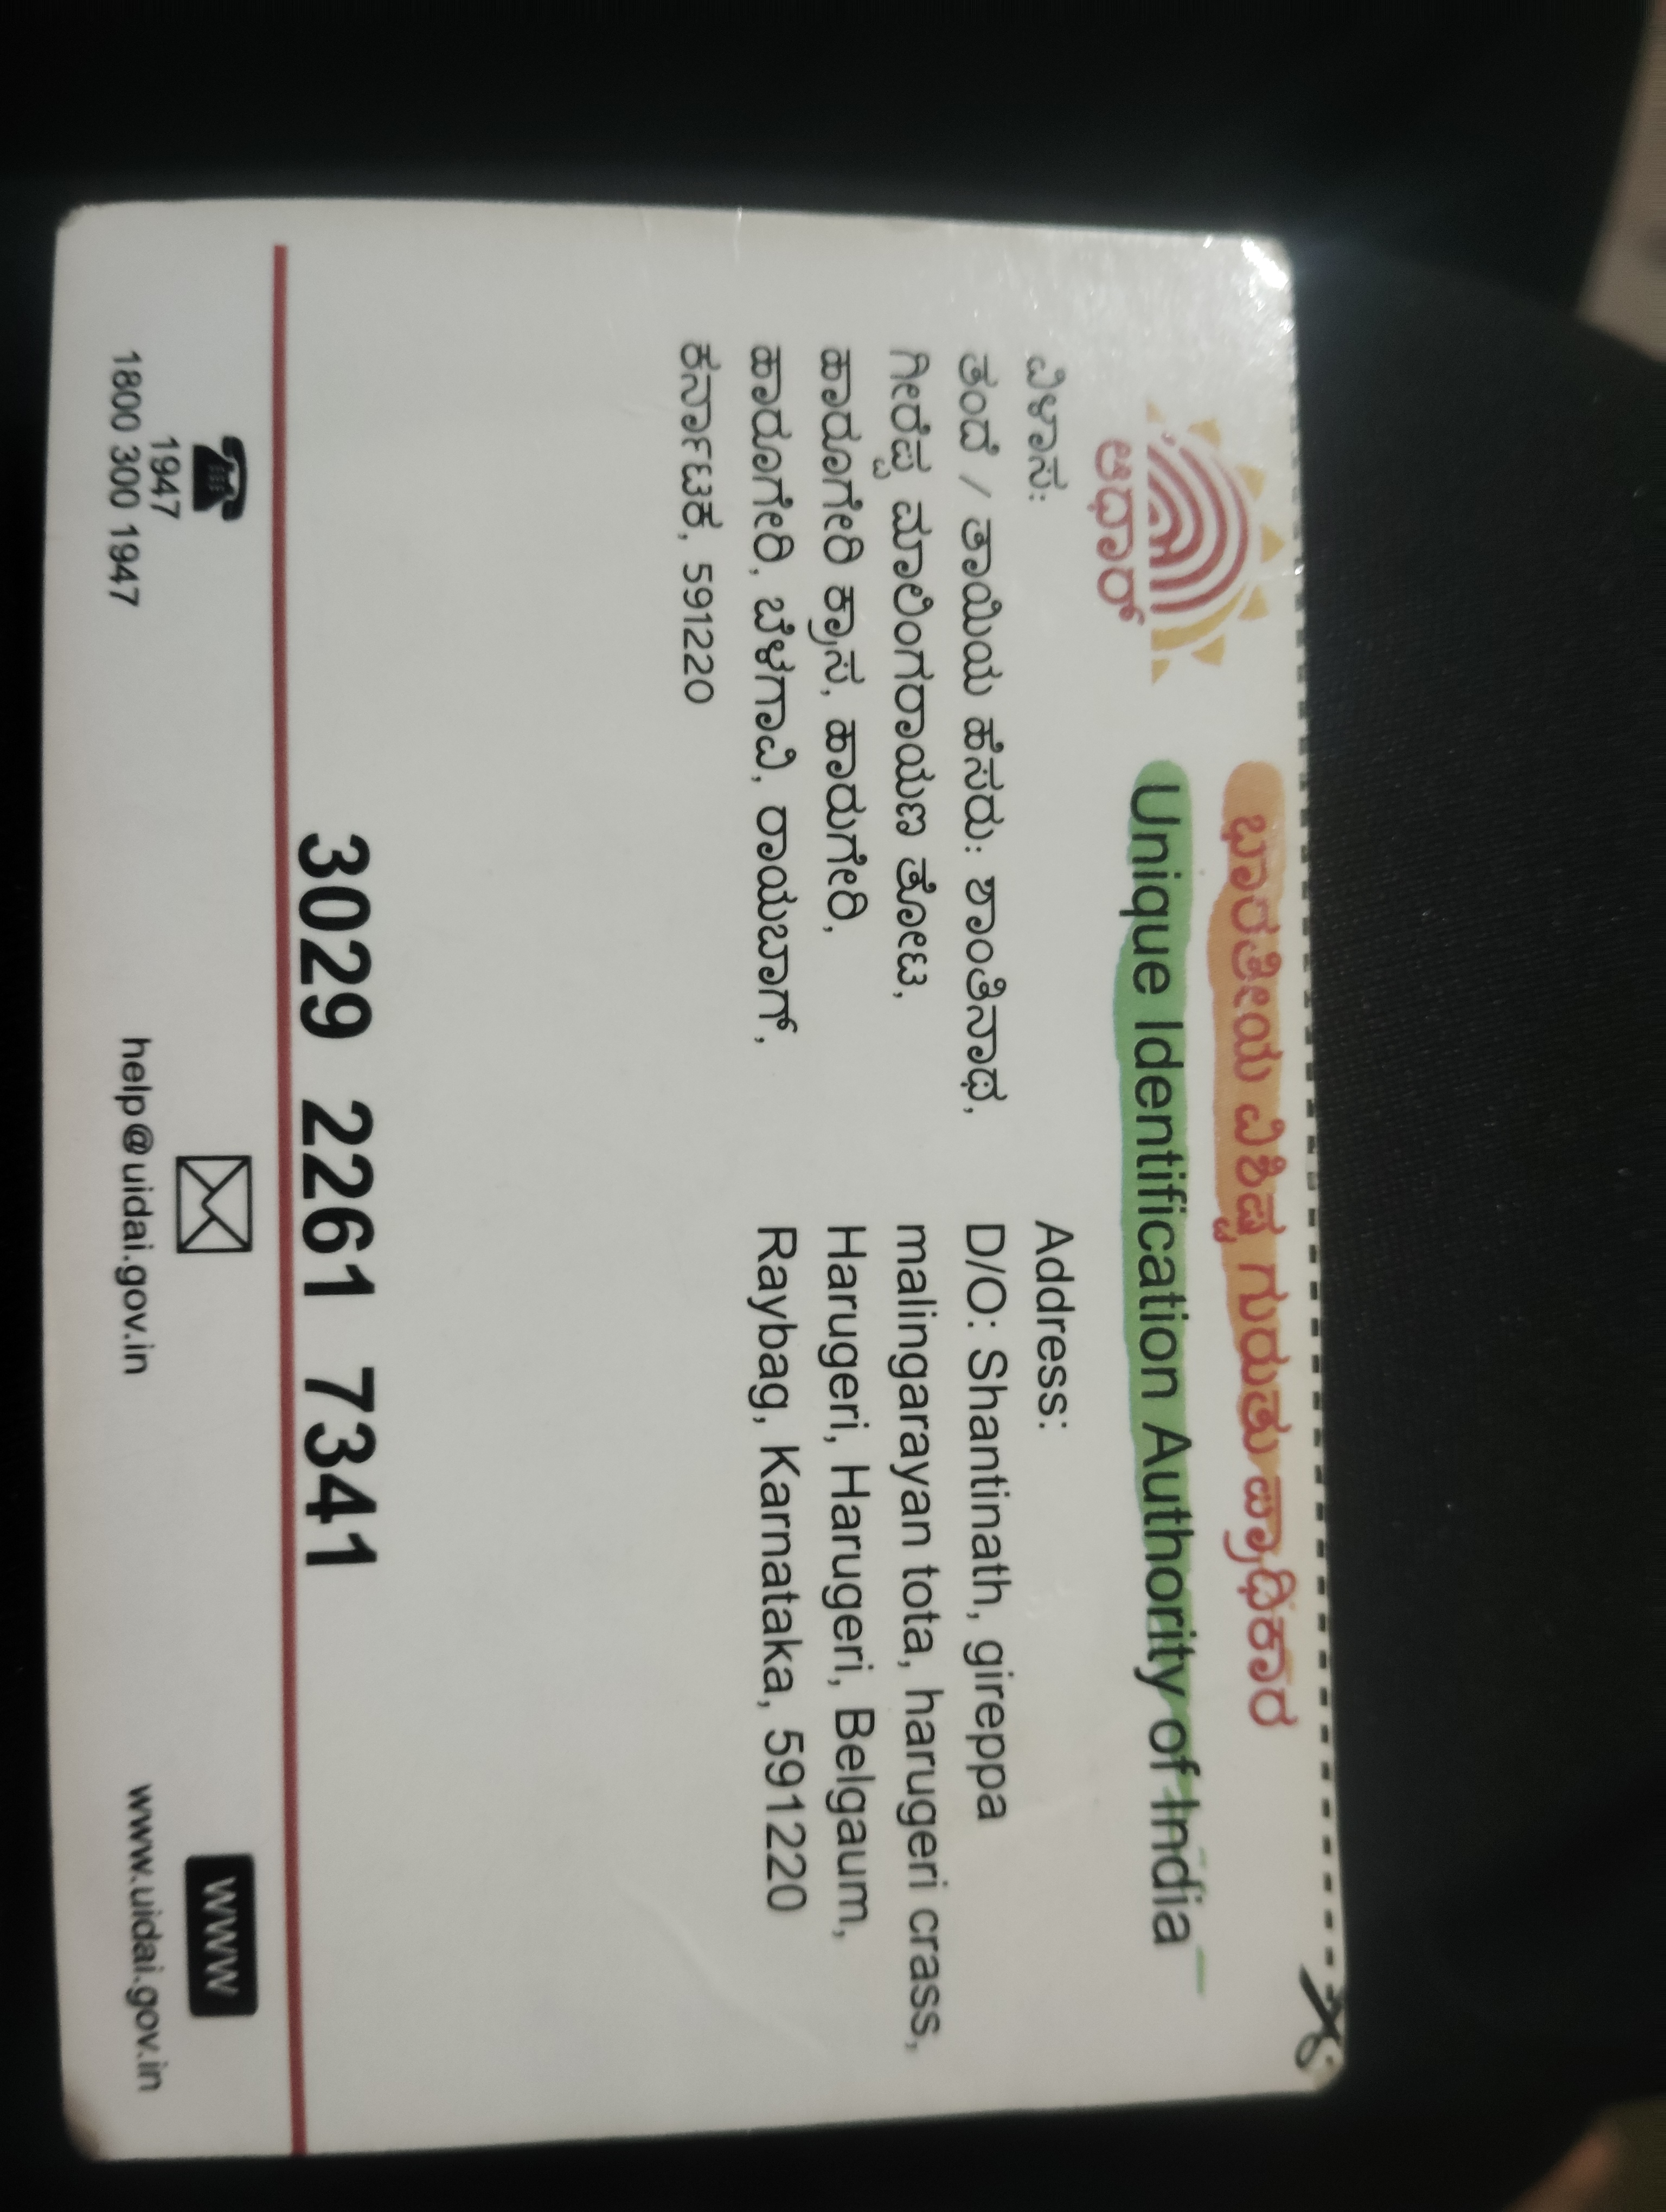 ಭಾರತೀಯ ವಿಶಿಷ್ಟ ಗುರುತು ಪ್ರಾಧಿಕಾರ
Unique Identification Authority of India
ಆಧಾರ್
ವಿಳಾಸ:
ತಂದೆ / ತಾಯಿಯ ಹೆಸರು: ಶಾಂತಿನಾಥ,
ಗೀರೆಪ್ಪ ಮಾಲಿಂಗರಾಯಣ ತೋಟ,
ಹಾರೂಗೇರಿ ಕ್ರಾಸ, ಹಾರುಗೇರಿ,
ಹಾರೂಗೇರಿ, ಬೆಳಗಾವಿ, ರಾಯಬಾಗ್,
ಕರ್ನಾಟಕ, 591220
Address:
D/O: Shantinath, gireppa
malingarayan tota, harugeri crass,
Harugeri, Harugeri, Belgaum,
Raybag, Karnataka, 591220
3029 2261 7341
1947
1800 300 1947
help@uidai.gov.in
WWW
www.uidai.gov.in